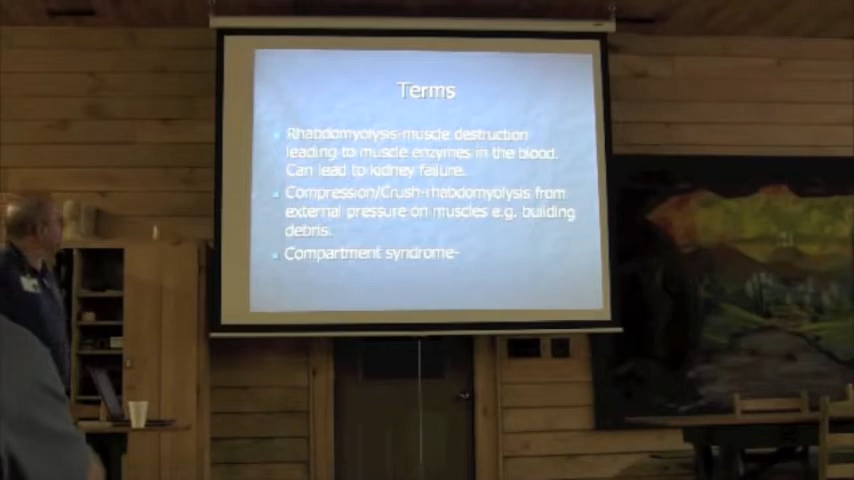 Terms
Rhabdomyolysis-muscle destruction
leading to muscle enzymes in the blood.
Can lead to kidney failure.
Compression/Crush-rhabdomyolysis from
external pressure on muscles e.g. building
debris.
Compartment syndrome-